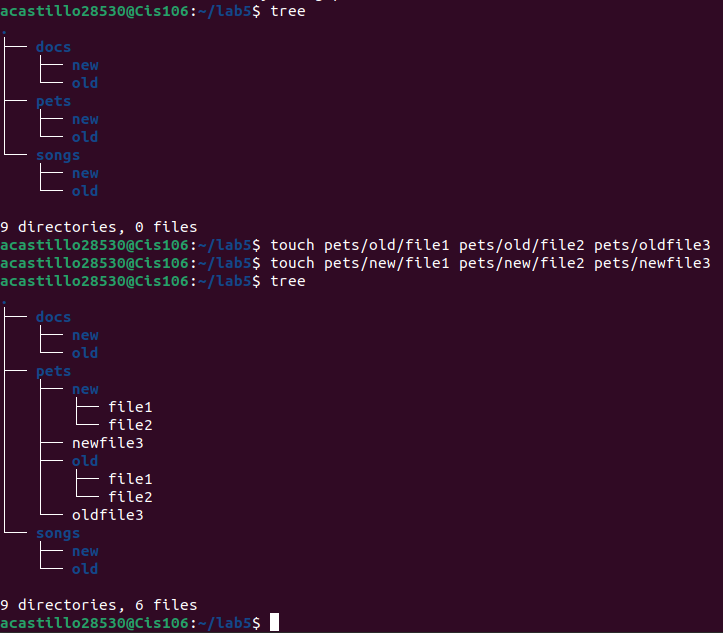 acastillo28530@Cis106:~/lab5$ tree
.
├── docs
│   ├── new
│   └── old
├── pets
│   ├── new
│   └── old
└── songs
    ├── new
    └── old
9 directories, 0 files
acastillo28530@Cis106:~/lab5$ touch pets/old/file1 pets/old/file2 pets/oldfile3
acastillo28530@Cis106:~/lab5$ touch pets/new/file1 pets/new/file2 pets/newfile3
acastillo28530@Cis106:~/lab5$ tree
.
├── docs
│   ├── new
│   └── old
├── pets
│   ├── new
│   │   ├── file1
│   │   └── file2
│   ├── newfile3
│   ├── old
│   │   ├── file1
│   │   └── file2
│   └── oldfile3
└── songs
    ├── new
    └── old
9 directories, 6 files
acastillo28530@Cis106:~/lab5$